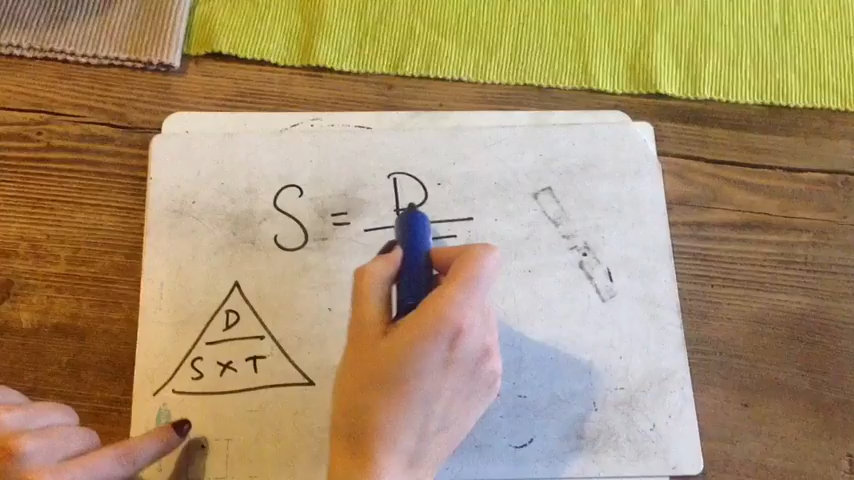 S = D
D
S × T